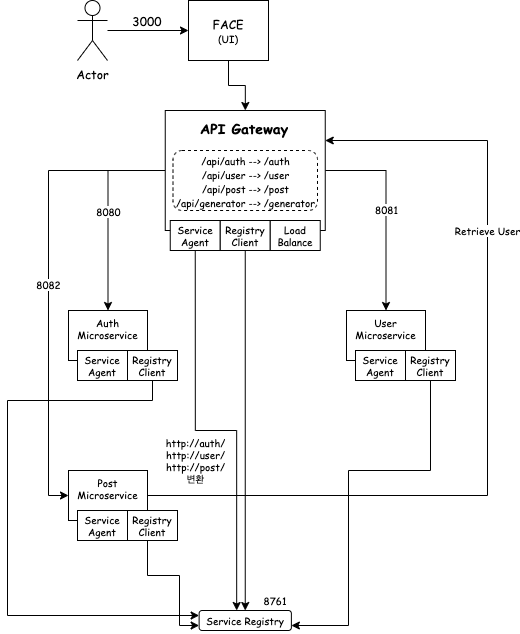 3000
FACE
(UI)
Actor
API Gateway
/api/auth --> /auth
/api/user --> /user
/api/post --> /post
/api/generator --> /generator
Service
Agent
Registry
Client
Load
Balance
8080
8081
Retrieve User
8082
Auth
Microservice
Service
Agent
Registry
Client
User
Microservice
Service
Agent
Registry
Client
http://auth/
http://user/
http://post/
변환
Post
Microservice
Service
Agent
Registry
Client
8761
Service Registry